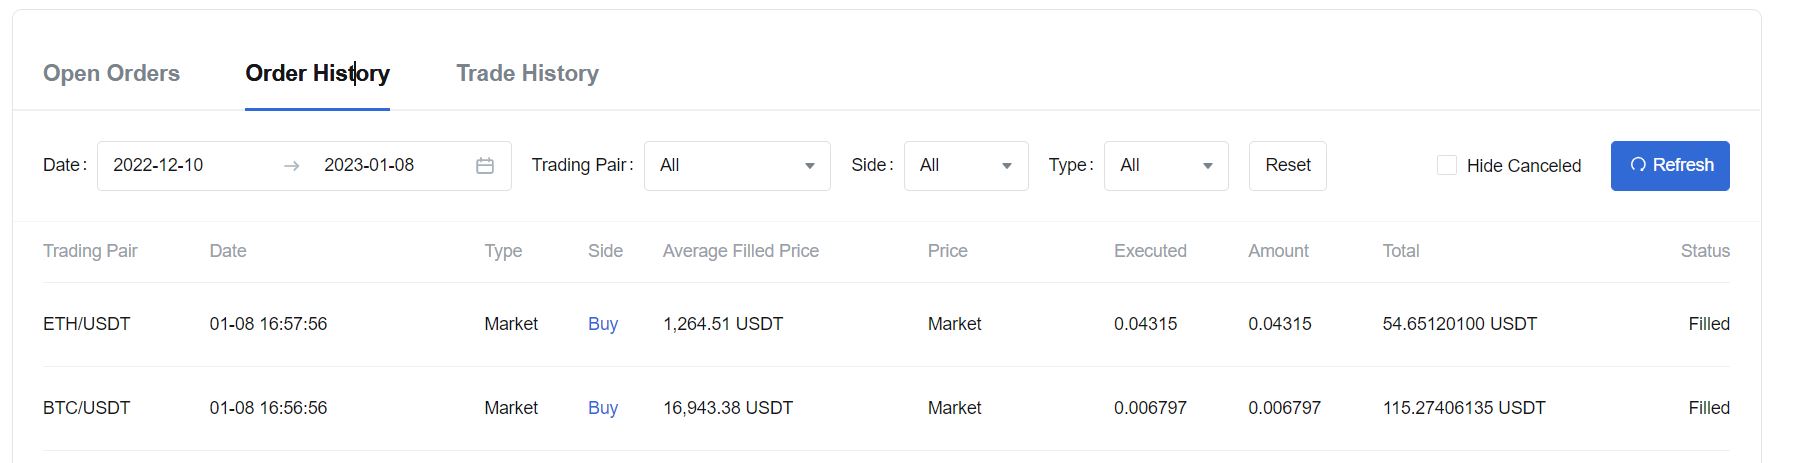 Open Orders Order History Trade History
Date: 2022-12-10 → 2023-01-08 Trading Pair: All Side: All Type: All Reset Hide Canceled Refresh
Trading Pair Date Type Side Average Filled Price Price Executed Amount Total Status
ETH/USDT 01-08 16:57:56 Market Buy 1,264.51 USDT Market 0.04315 0.04315 54.65120100 USDT Filled
BTC/USDT 01-08 16:56:56 Market Buy 16,943.38 USDT Market 0.006797 0.006797 115.27406135 USDT Filled